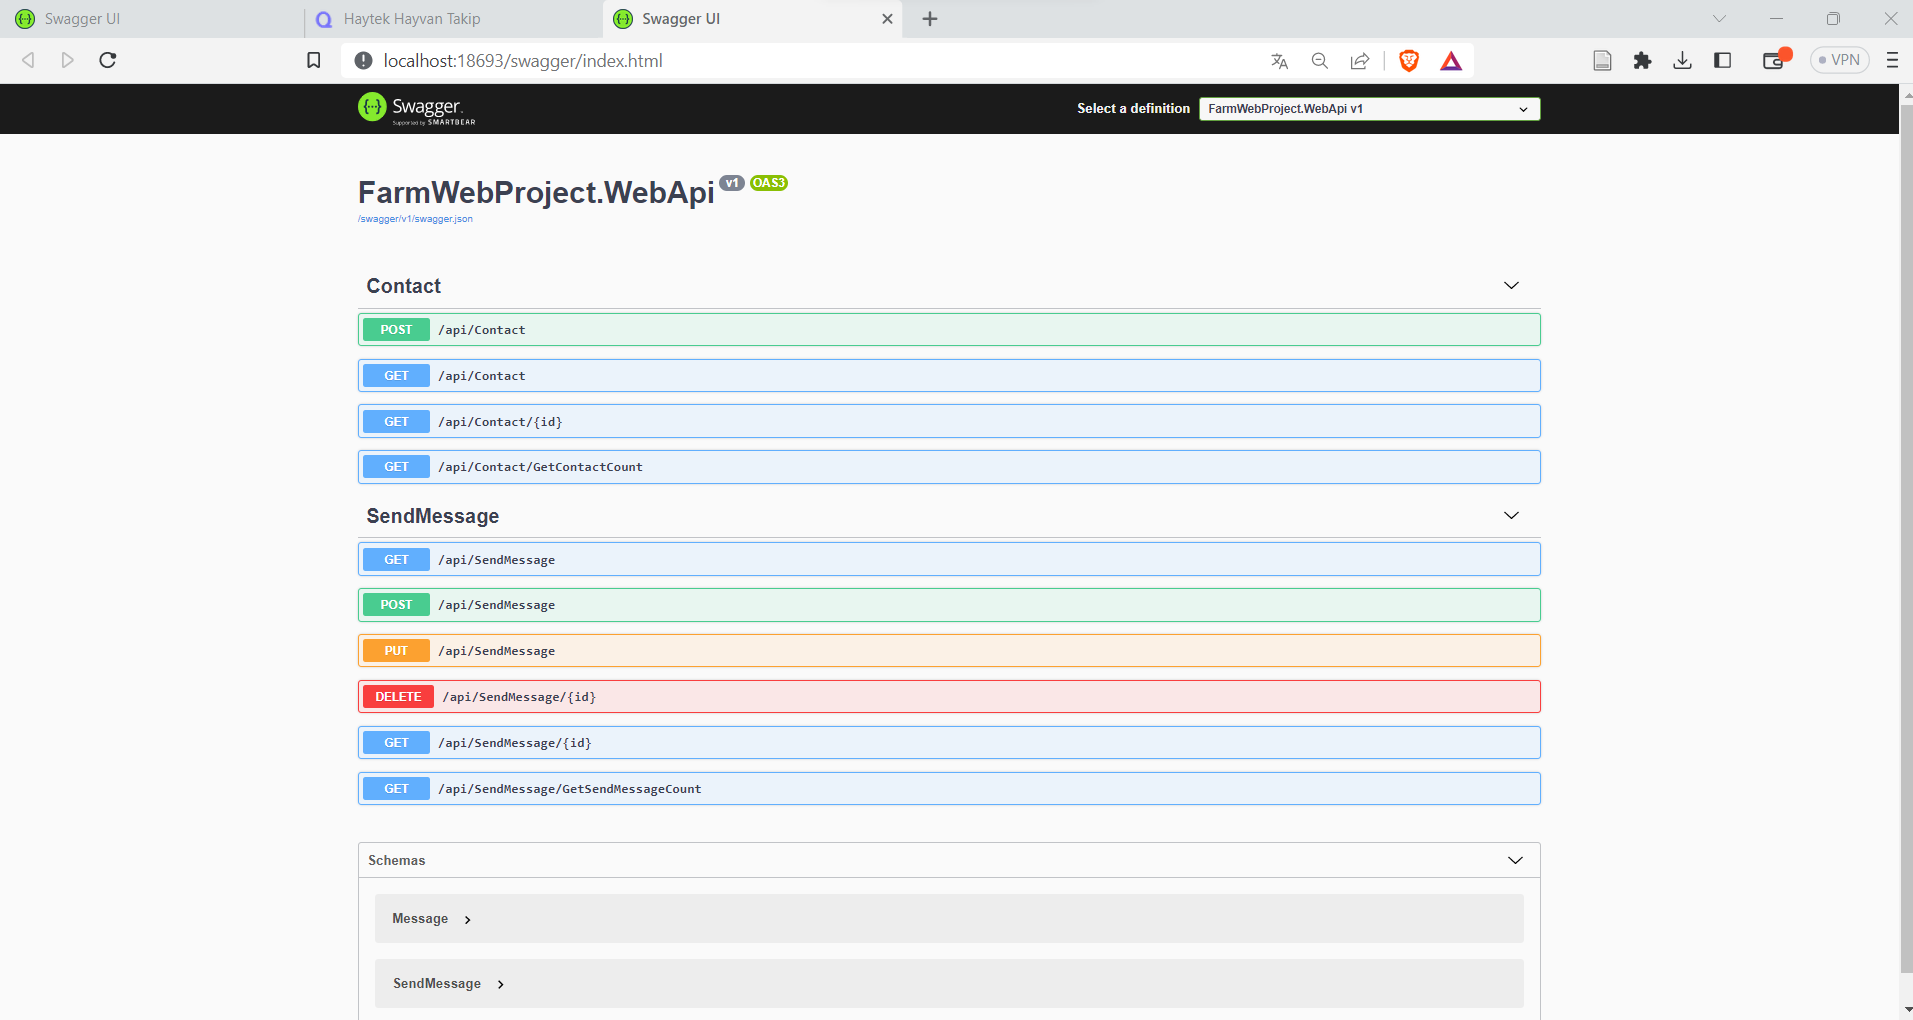 Swagger UI
Haytek Hayvan Takip
Swagger UI
localhost:18693/swagger/index.html
VPN
Swagger.
Supported by SMARTBEAR
Select a definition
FarmWebProject.WebApi v1
FarmWebProject.WebApi v1 OAS3
/swagger/v1/swagger.json
Contact
POST /api/Contact
GET /api/Contact
GET /api/Contact/{id}
GET /api/Contact/GetContactCount
SendMessage
GET /api/SendMessage
POST /api/SendMessage
PUT /api/SendMessage
DELETE /api/SendMessage/{id}
GET /api/SendMessage/{id}
GET /api/SendMessage/GetSendMessageCount
Schemas
Message
SendMessage